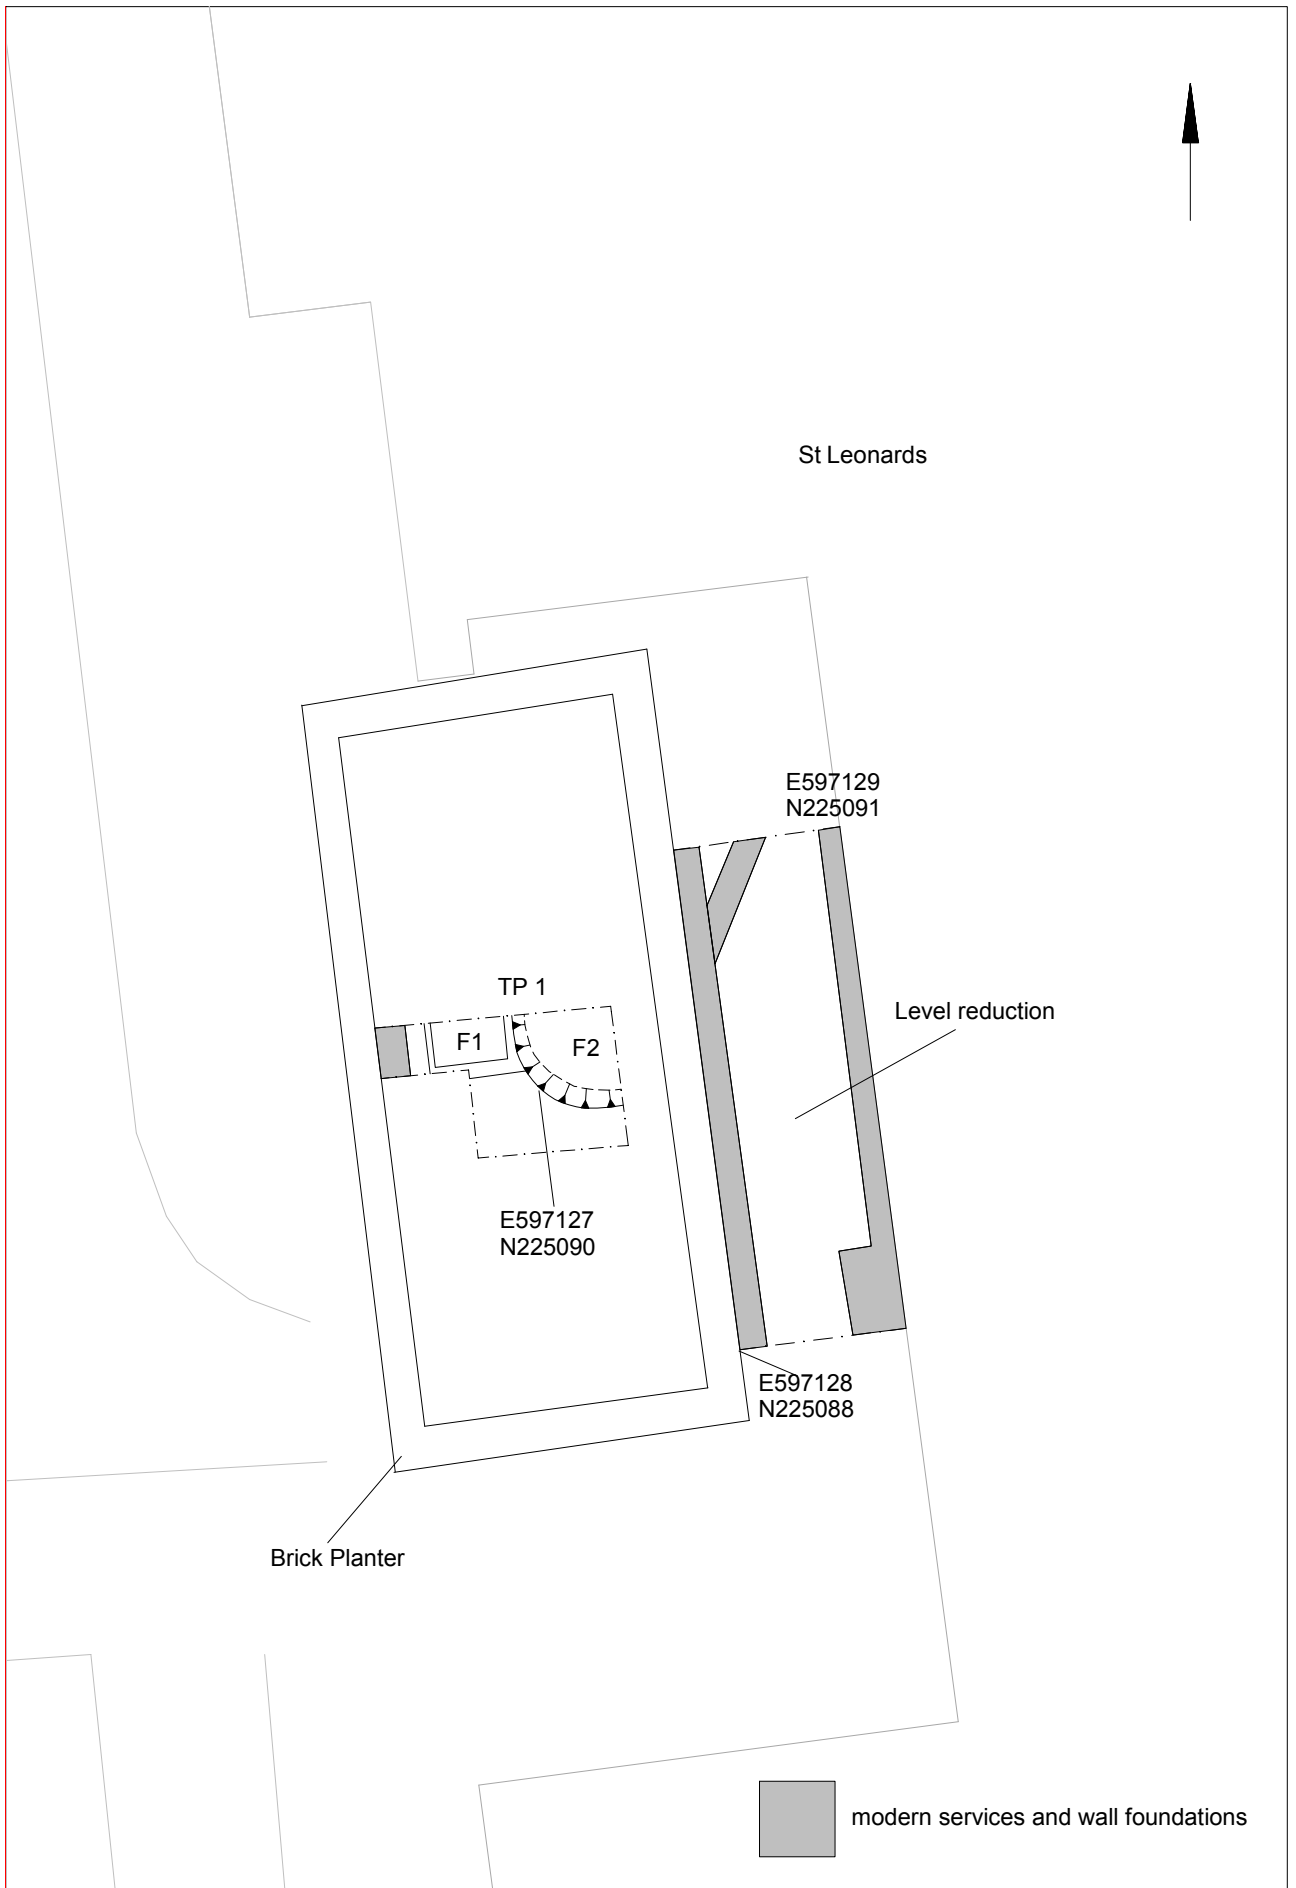 St Leonards
E597129
N225091
TP 1
Level reduction
F1
F2
E597127
N225090
E597128
N225088
Brick Planter
modern services and wall foundations